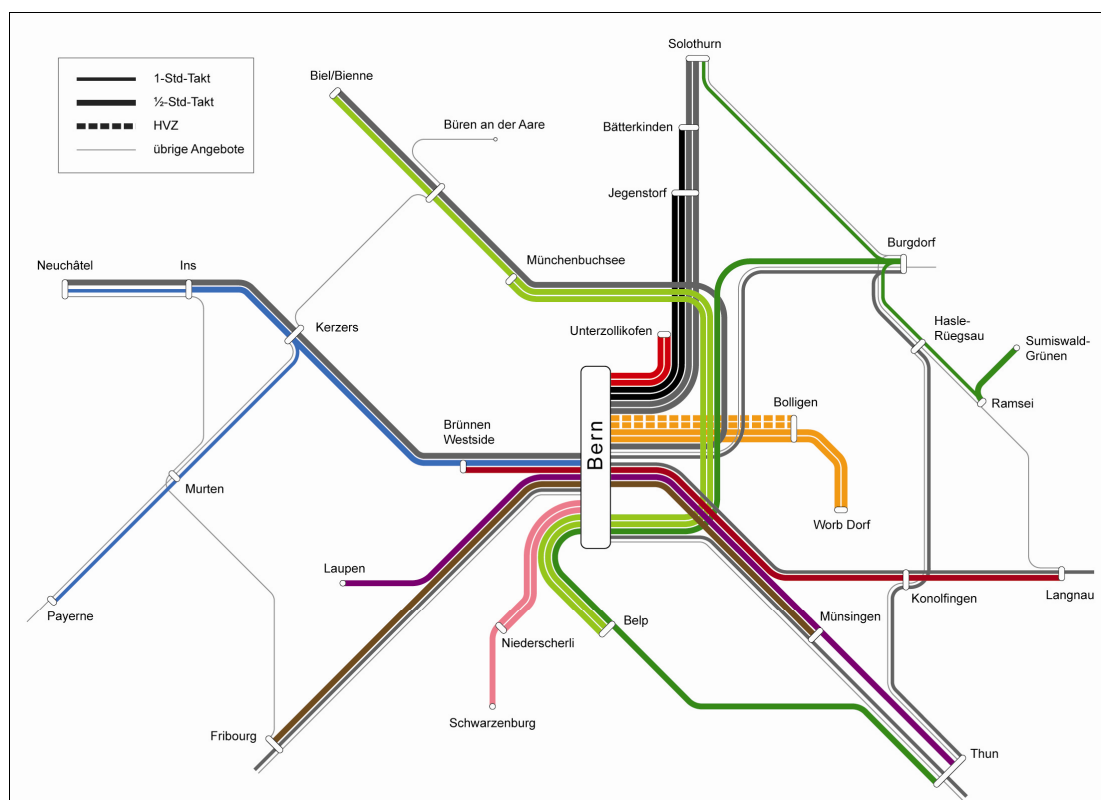 Solothurn
1-Std-Takt
½-Std-Takt
HVZ
übrige Angebote
Biel/Bienne
Büren an der Aare
Bätterkinden
Jegenstorf
Burgdorf
Münchenbuchsee
Neuchâtel
Ins
Kerzers
Unterzollikofen
Hasle-
Rüegsau
Sumiswald-
Grünen
Ramsei
Bolligen
Brünnen
Westside
Bern
Murten
Worb Dorf
Laupen
Payerne
Konolfingen
Langnau
Münsingen
Belp
Niederscherli
Schwarzenburg
Fribourg
Thun